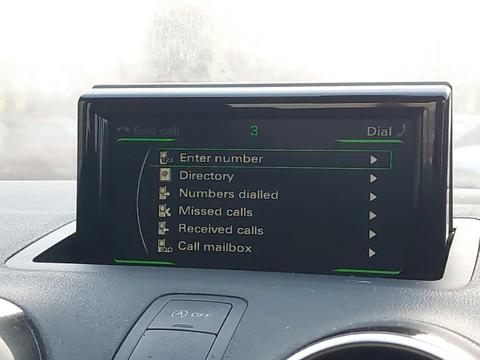 End call 3 Dial
Enter number
Directory
Numbers dialled
Missed calls
Received calls
Call mailbox
A OFF